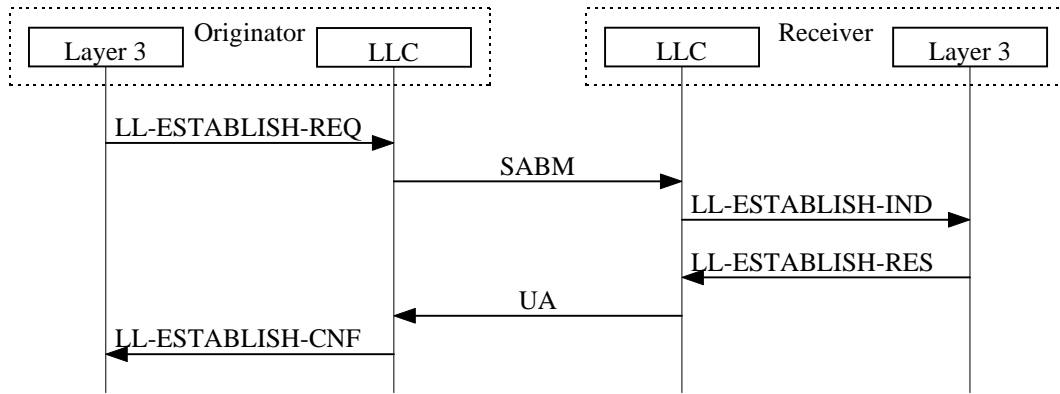 Originator
Receiver
Layer 3
LLC
LLC
Layer 3
LL-ESTABLISH-REQ
SABM
LL-ESTABLISH-IND
LL-ESTABLISH-RES
UA
LL-ESTABLISH-CNF